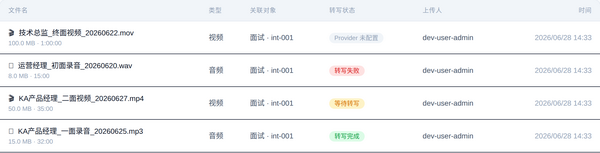 文件名 类型 关联对象 转写状态 上传人 时间
技术总监_终面视频_20260622.mov 视频 面试 · int-001 Provider 未配置 dev-user-admin 2026/06/28 14:33
100.0 MB · 1:00:00
运营经理_初面录音_20260620.wav 音频 面试 · int-001 转写失败 dev-user-admin 2026/06/28 14:33
8.0 MB · 15:00
KA产品经理_二面视频_20260627.mp4 视频 面试 · int-001 等待转写 dev-user-admin 2026/06/28 14:33
50.0 MB · 35:00
KA产品经理_一面录音_20260625.mp3 音频 面试 · int-001 转写完成 dev-user-admin 2026/06/28 14:33
15.0 MB · 32:00